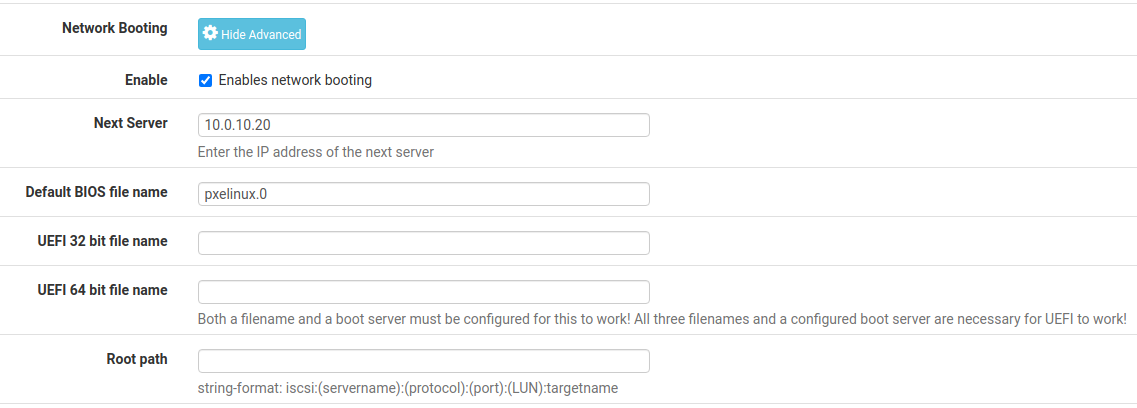 Network Booting
Hide Advanced
Enable
Enables network booting
Next Server
10.0.10.20
Enter the IP address of the next server
Default BIOS file name
pxelinux.0
UEFI 32 bit file name
UEFI 64 bit file name
Both a filename and a boot server must be configured for this to work! All three filenames and a configured boot server are necessary for UEFI to work!
Root path
string-format: iscsi:(servername):(protocol):(port):(LUN):targetname